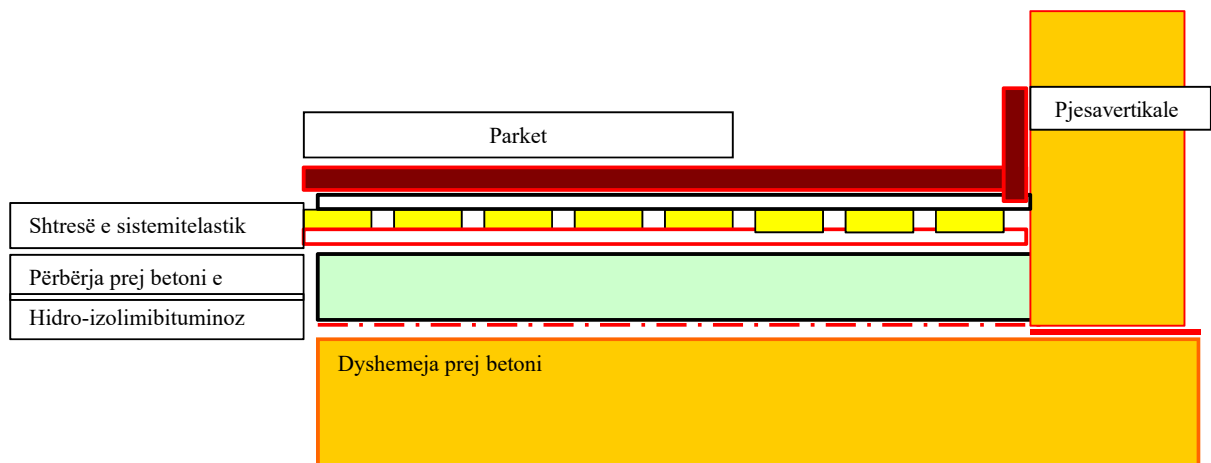 Pjesavertikale
Parket
Shtresë e sistemitelastik
Përbërja prej betoni e
Hidro-izolimibituminoz
Dyshemeja prej betoni